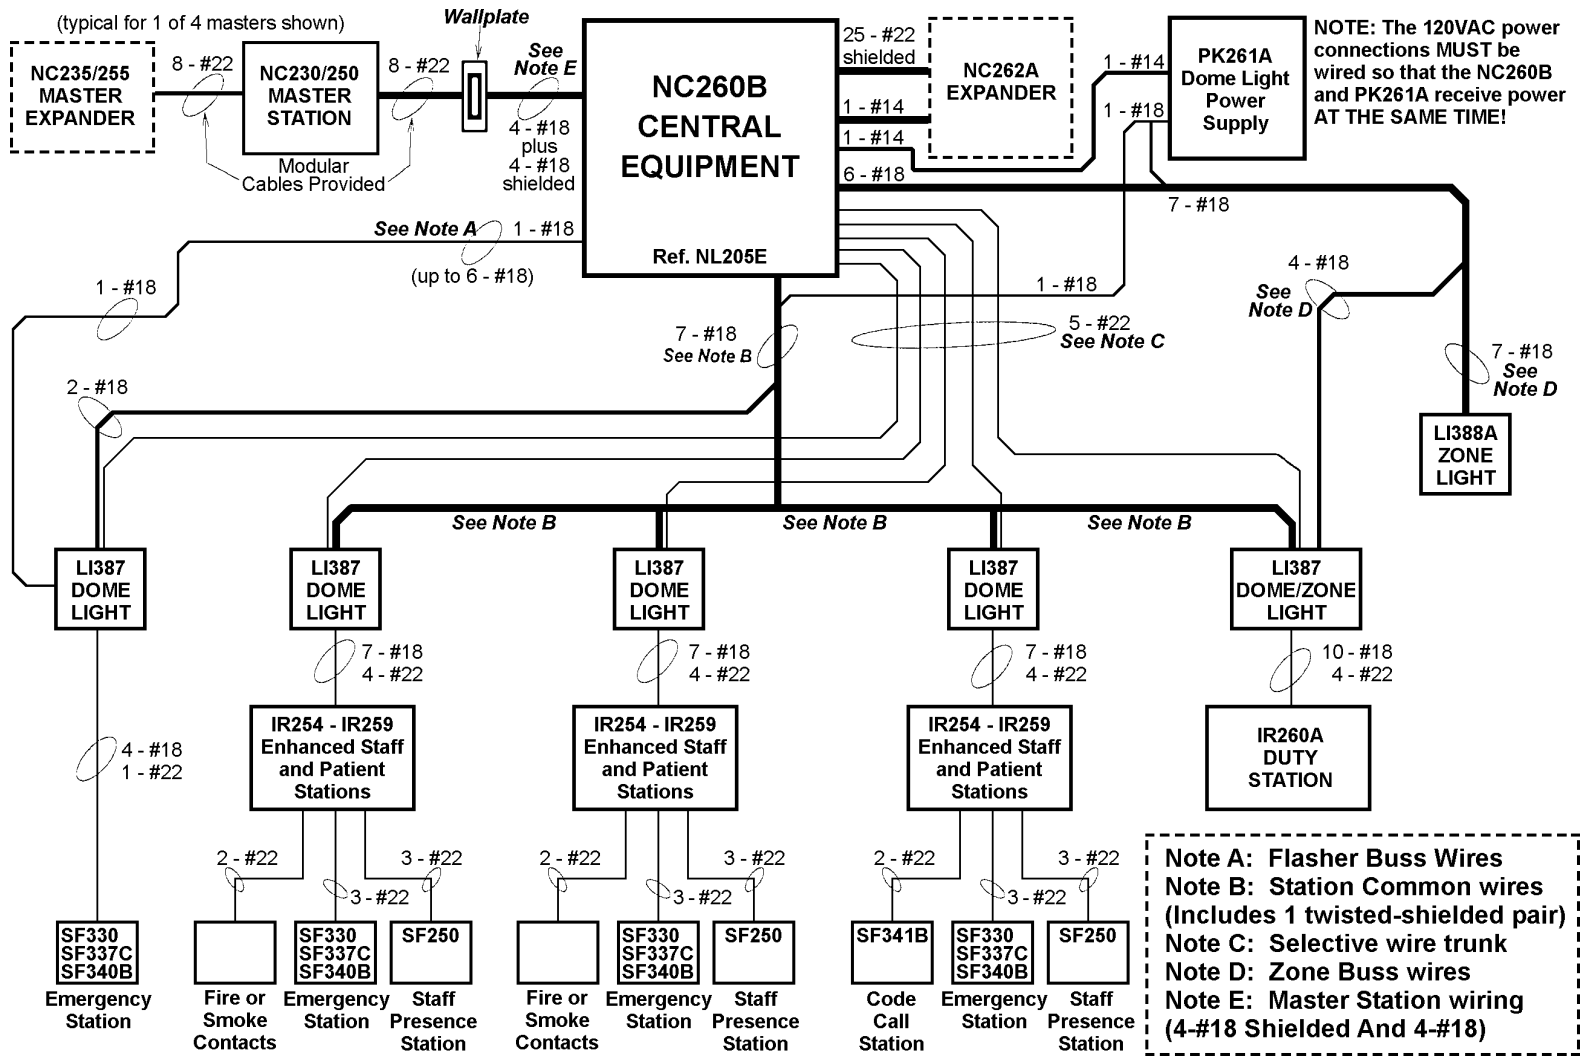 (typical for 1 of 4 masters shown)
NC235/255
MASTER
EXPANDER
8 - #22
NC230/250
MASTER
STATION
8 - #22
Modular
Cables Provided
Wallplate
See
Note E
4 - #18
plus
4 - #18
shielded
NC260B
CENTRAL
EQUIPMENT
Ref. NL205E
25 - #22
shielded
1 - #14
1 - #14
6 - #18
NC262A
EXPANDER
1 - #14
1 - #18
PK261A
Dome Light
Power
Supply
NOTE: The 120VAC power
connections MUST be
wired so that the NC260B
and PK261A receive power
AT THE SAME TIME!
7 - #18
See Note A
1 - #18
(up to 6 - #18)
1 - #18
2 - #18
7 - #18
See Note B
1 - #18
5 - #22
See Note C
4 - #18
See
Note D
7 - #18
See
Note D
LI388A
ZONE
LIGHT
See Note B
See Note B
See Note B
LI387
DOME
LIGHT
LI387
DOME
LIGHT
LI387
DOME
LIGHT
LI387
DOME
LIGHT
LI387
DOME/ZONE
LIGHT
7 - #18
4 - #22
7 - #18
4 - #22
7 - #18
4 - #22
10 - #18
4 - #22
4 - #18
1 - #22
IR254 - IR259
Enhanced Staff
and Patient
Stations
IR254 - IR259
Enhanced Staff
and Patient
Stations
IR254 - IR259
Enhanced Staff
and Patient
Stations
IR260A
DUTY
STATION
2 - #22
3 - #22
3 - #22
2 - #22
3 - #22
3 - #22
2 - #22
3 - #22
3 - #22
SF330
SF337C
SF340B
Emergency
Station
Fire or
Smoke
Contacts
SF330
SF337C
SF340B
Emergency
Station
SF250
Staff
Presence
Station
Fire or
Smoke
Contacts
SF330
SF337C
SF340B
Emergency
Station
SF250
Staff
Presence
Station
SF341B
Code
Call
Station
SF330
SF337C
SF340B
Emergency
Station
SF250
Staff
Presence
Station
Note A: Flasher Buss Wires
Note B: Station Common wires
(Includes 1 twisted-shielded pair)
Note C: Selective wire trunk
Note D: Zone Buss wires
Note E: Master Station wiring
(4-#18 Shielded And 4-#18)